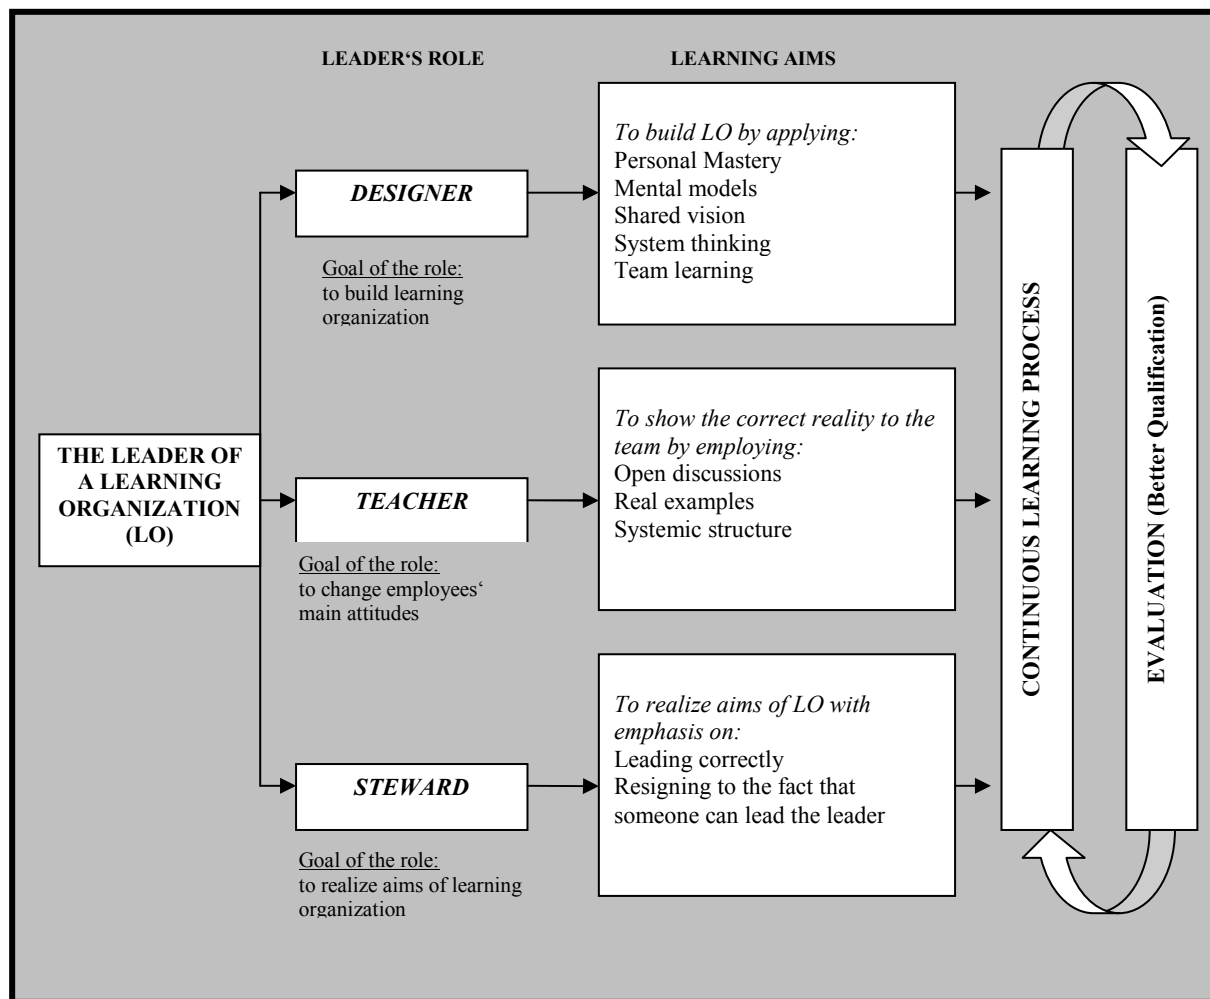 LEADER‘S ROLE
LEARNING AIMS
THE LEADER OF
A LEARNING
ORGANIZATION
(LO)
DESIGNER
Goal of the role:
to build learning
organization
To build LO by applying:
Personal Mastery
Mental models
Shared vision
System thinking
Team learning
TEACHER
Goal of the role:
to change employees‘
main attitudes
To show the correct reality to the
team by employing:
Open discussions
Real examples
Systemic structure
STEWARD
Goal of the role:
to realize aims of learning
organization
To realize aims of LO with
emphasis on:
Leading correctly
Resigning to the fact that
someone can lead the leader
CONTINUOUS LEARNING PROCESS
EVALUATION (Better Qualification)